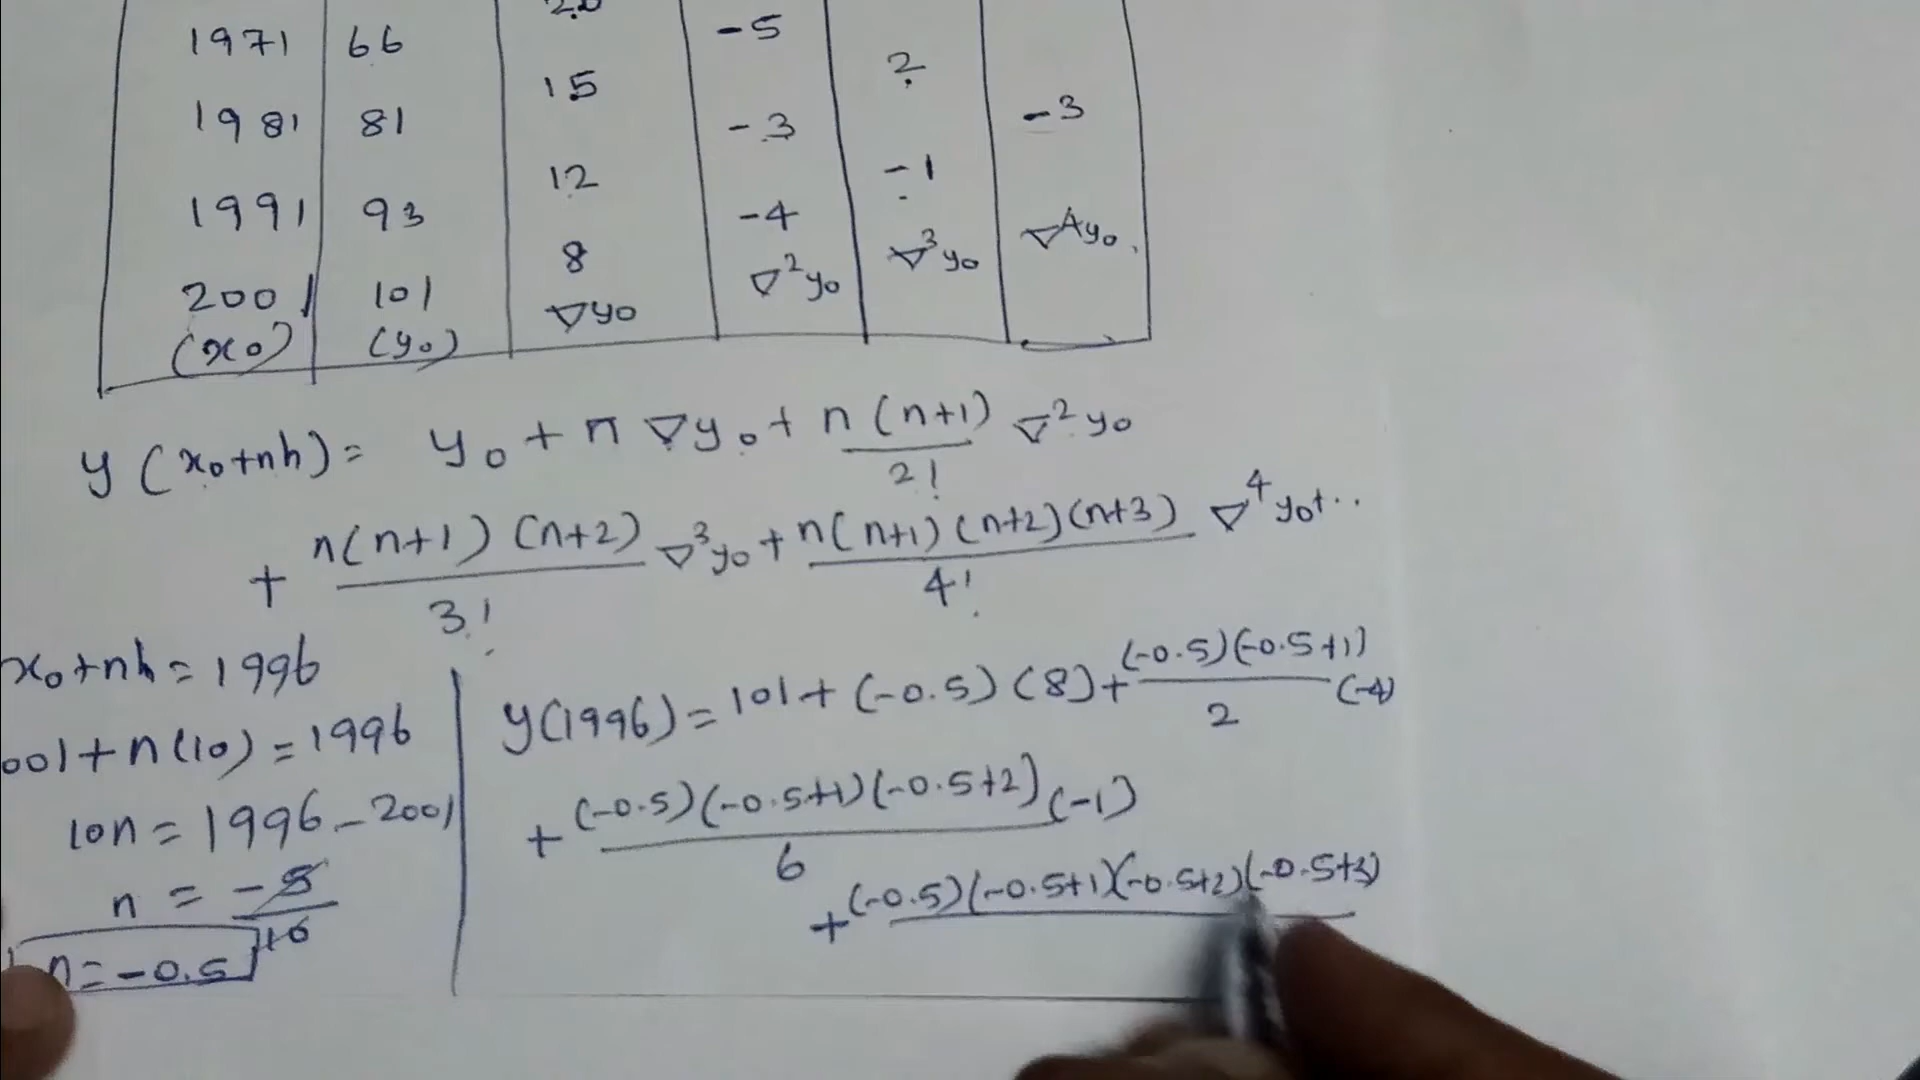 20
1971 66 -5
15 2
1981 81 -3 -3
12 -1
1991 93 -4 ∇⁴y₀.
8 ∇²y₀ ∇³y₀
2001 101 ∇y₀
(x₀) (y₀)
y(x₀+nh) = y₀ + n ∇y₀ + n(n+1)/2! ∇²y₀
+ n(n+1)(n+2)/3! ∇³y₀ + n(n+1)(n+2)(n+3)/4! ∇⁴y₀+..
x₀+nh = 1996
001+n(10) = 1996
10n = 1996-2001
n = -5/10
n = -0.5
y(1996) = 101 + (-0.5)(8) + (-0.5)(-0.5+1)/2 (-4)
+ (-0.5)(-0.5+1)(-0.5+2)/6 (-1)
+ (-0.5)(-0.5+1)(-0.5+2)(-0.5+3)